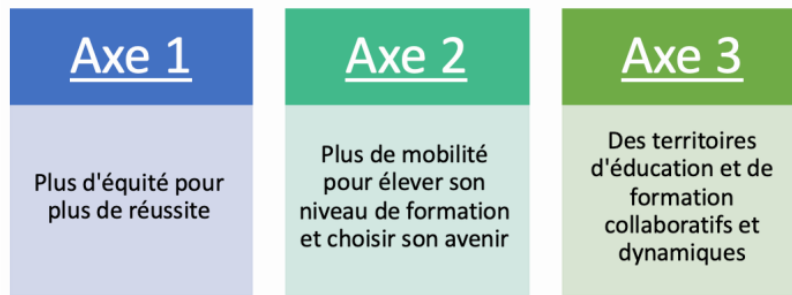 Axe 1
Plus d'équité pour
plus de réussite
Axe 2
Plus de mobilité
pour élever son
niveau de formation
et choisir son avenir
Axe 3
Des territoires
d'éducation et de
formation
collaboratifs et
dynamiques